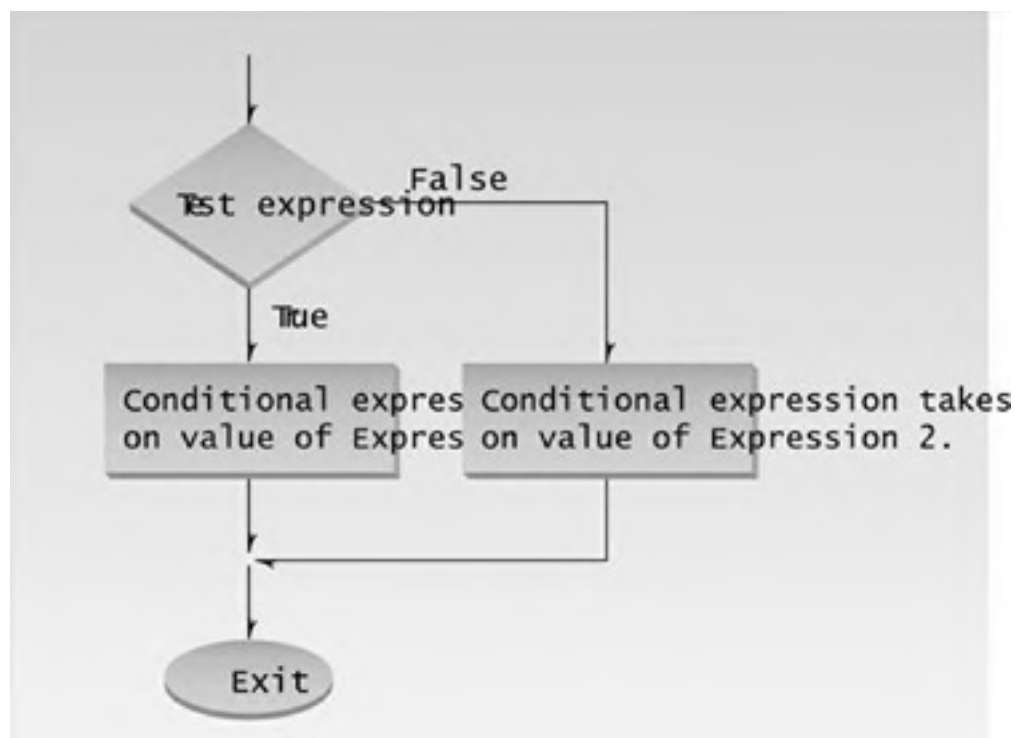 False
Test expression
True
Conditional expres
on value of Expres
Conditional expression takes
on value of Expression 2.
Exit